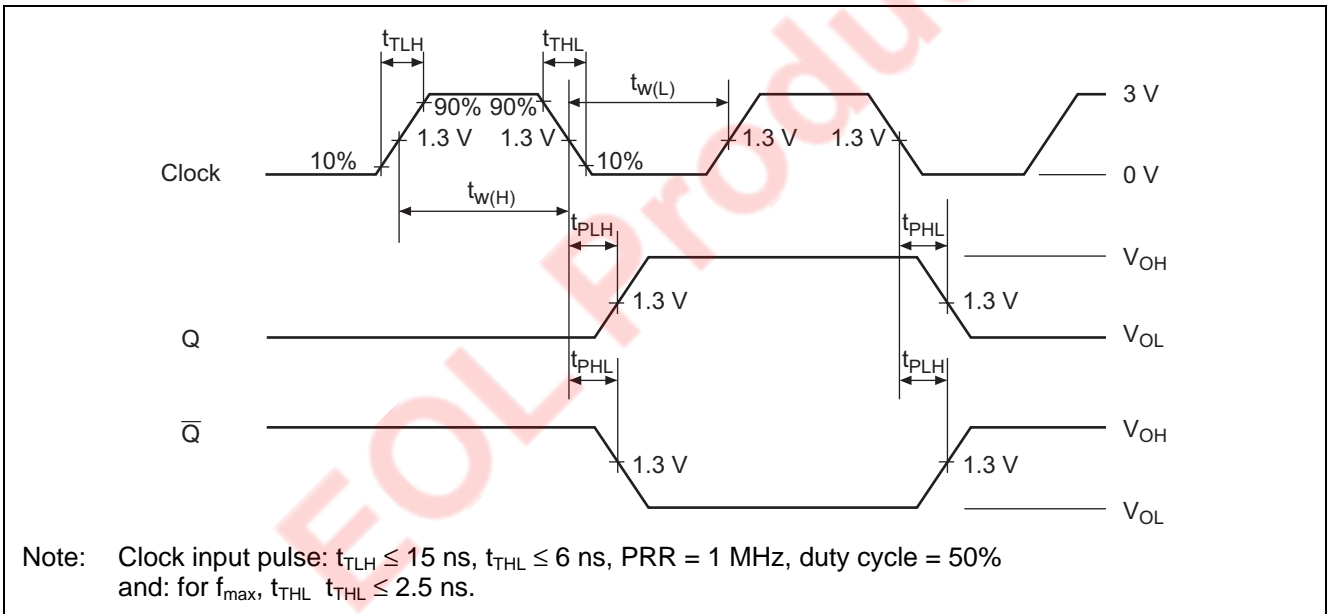 tTLH tTHL
tw(L)
3 V
90% 90%
1.3 V 1.3 V 1.3 V 1.3 V
10% 10%
Clock
0 V
tw(H)
tPLH tPHL
VOH
1.3 V 1.3 V
Q
VOL
tPHL tPLH
Q
VOH
1.3 V 1.3 V
VOL
Note: Clock input pulse: tTLH ≤ 15 ns, tTHL ≤ 6 ns, PRR = 1 MHz, duty cycle = 50%
and: for fmax, tTHL tTHL ≤ 2.5 ns.
EOL Produ